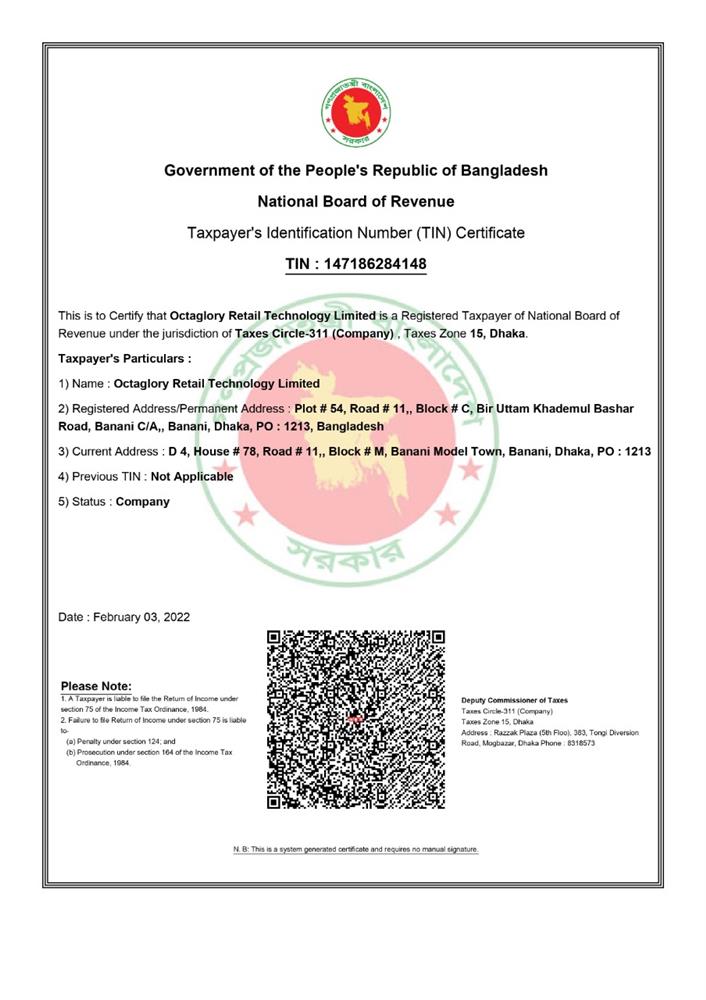 গণপ্রজাতন্ত্রী বাংলাদেশ
সরকার
Government of the People's Republic of Bangladesh
National Board of Revenue
Taxpayer's Identification Number (TIN) Certificate
TIN : 147186284148
This is to Certify that Octaglory Retail Technology Limited is a Registered Taxpayer of National Board of
Revenue under the jurisdiction of Taxes Circle-311 (Company) , Taxes Zone 15, Dhaka.
Taxpayer's Particulars :
1) Name : Octaglory Retail Technology Limited
2) Registered Address/Permanent Address : Plot # 54, Road # 11,, Block # C, Bir Uttam Khademul Bashar
Road, Banani C/A,, Banani, Dhaka, PO : 1213, Bangladesh
3) Current Address : D 4, House # 78, Road # 11,, Block # M, Banani Model Town, Banani, Dhaka, PO : 1213
4) Previous TIN : Not Applicable
5) Status : Company
গণপ্রজাতন্ত্রী বাংলাদেশ
সরকার
Date : February 03, 2022
Please Note:
1. A Taxpayer is liable to file the Return of Income under
section 75 of the Income Tax Ordinance, 1984.
2. Failure to file Return of Income under section 75 is liable
to-
(a) Penalty under section 124; and
(b) Prosecution under section 164 of the Income Tax
Ordinance, 1984.
Deputy Commissioner of Taxes
Taxes Circle-311 (Company)
Taxes Zone 15, Dhaka
Address : Razzak Plaza (5th Floo), 383, Tongi Diversion
Road, Mogbazar, Dhaka Phone : 8318573
N. B: This is a system generated certificate and requires no manual signature.